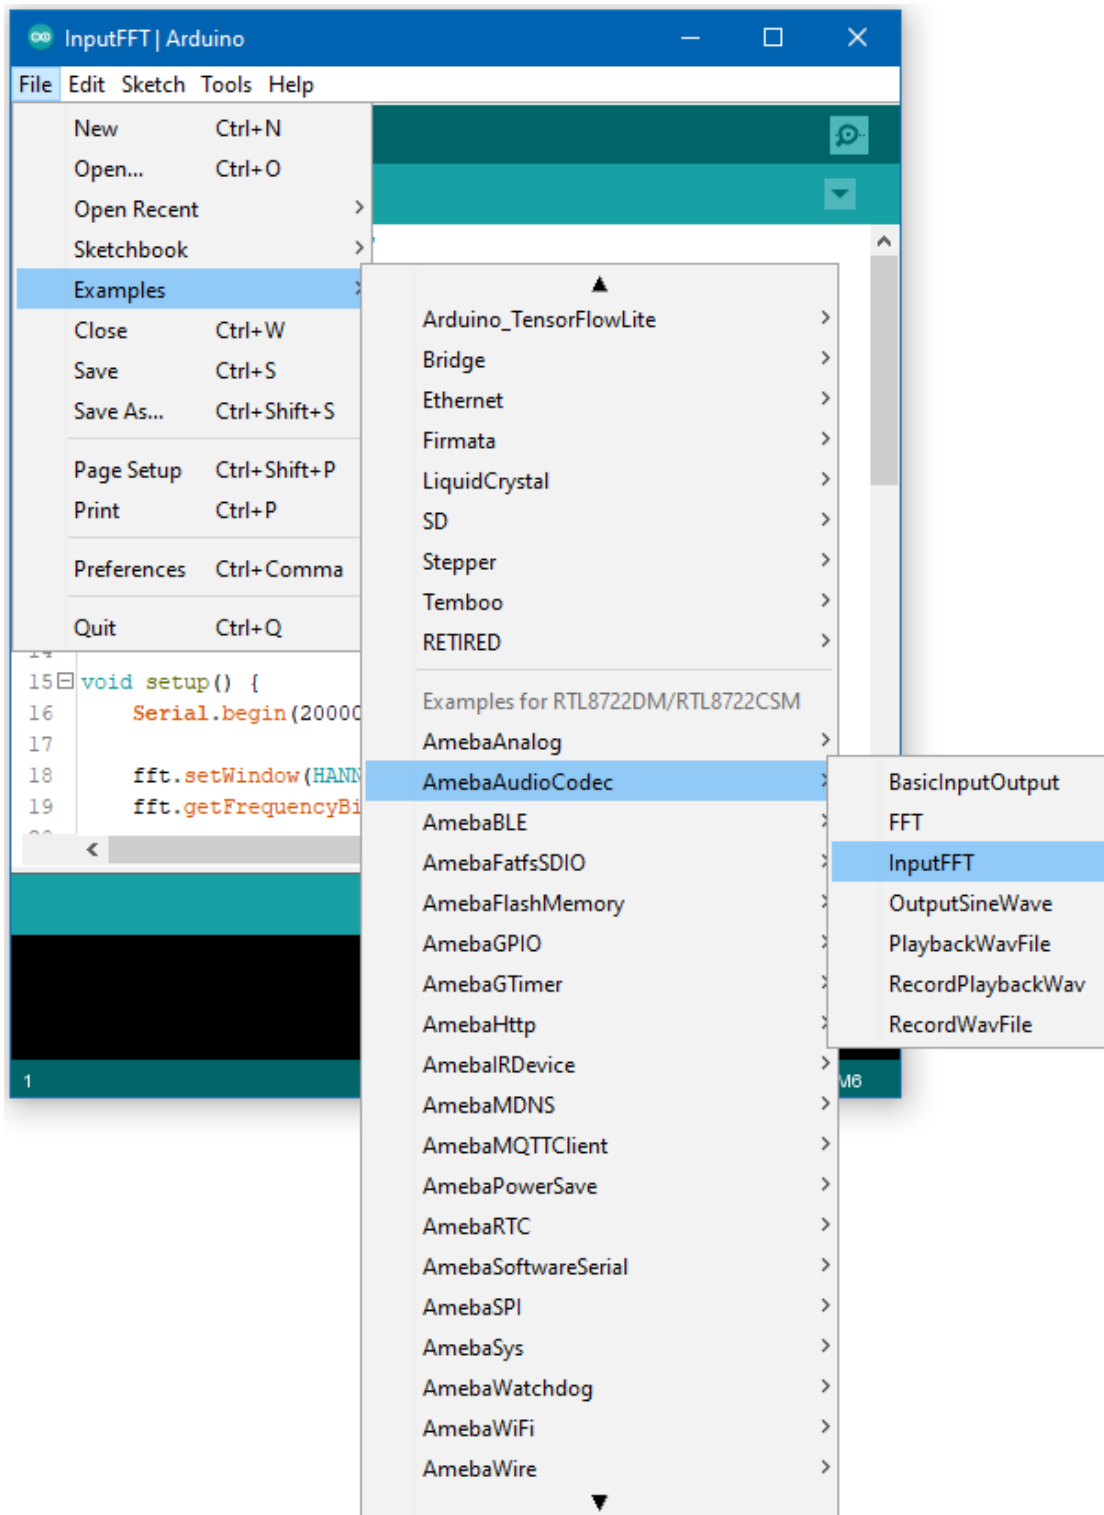 InputFFT | Arduino
File Edit Sketch Tools Help
New Ctrl+N
Open... Ctrl+O
Open Recent
Sketchbook
Examples
Close Ctrl+W
Save Ctrl+S
Save As... Ctrl+Shift+S
Page Setup Ctrl+Shift+P
Print Ctrl+P
Preferences Ctrl+Comma
Quit Ctrl+Q
Arduino_TensorFlowLite
Bridge
Ethernet
Firmata
LiquidCrystal
SD
Stepper
Temboo
RETIRED
Examples for RTL8722DM/RTL8722CSM
AmebaAnalog
AmebaAudioCodec
AmebaBLE
AmebaFatfsSDIO
AmebaFlashMemory
AmebaGPIO
AmebaGTimer
AmebaHttp
AmebaIRDevice
AmebaMDNS
AmebaMQTTClient
AmebaPowerSave
AmebaRTC
AmebaSoftwareSerial
AmebaSPI
AmebaSys
AmebaWatchdog
AmebaWiFi
AmebaWire
BasicInputOutput
FFT
InputFFT
OutputSineWave
PlaybackWavFile
RecordPlaybackWav
RecordWavFile
15 void setup() {
16 Serial.begin(20000
17
18 fft.setWindow(HANN
19 fft.getFrequencyBi
1 M6